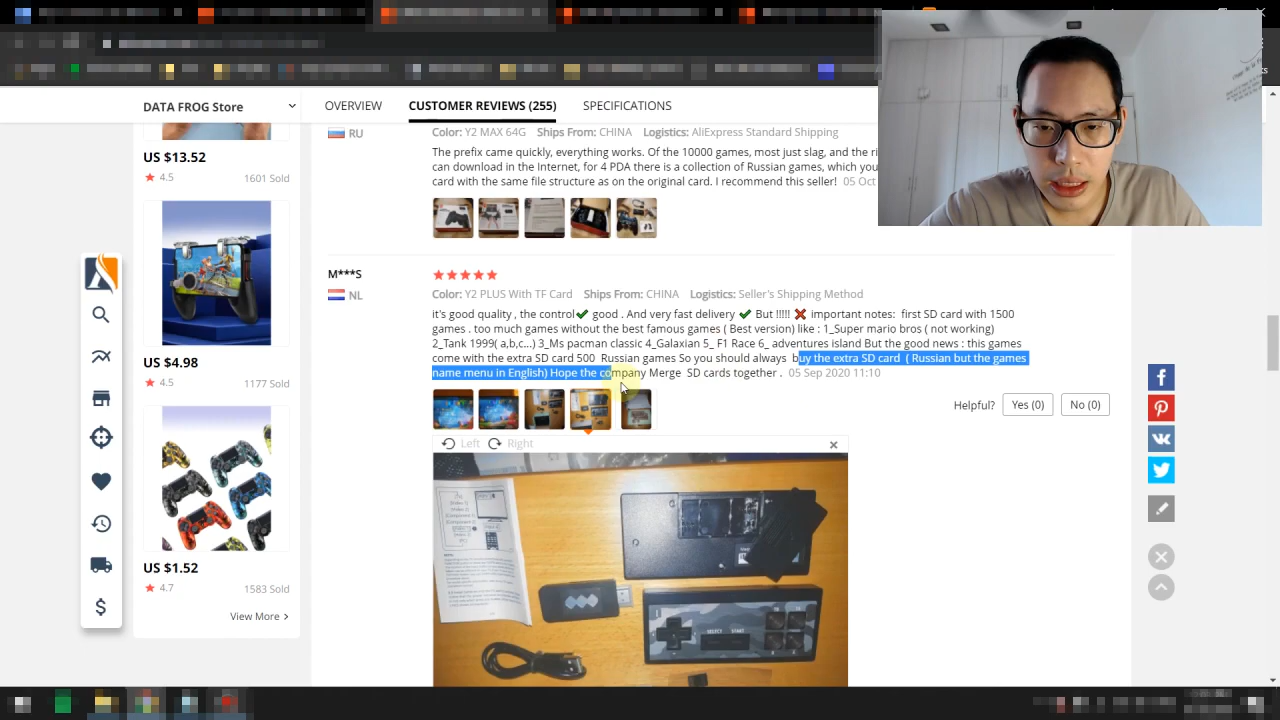 DATA FROG Store
OVERVIEW
CUSTOMER REVIEWS (255)
SPECIFICATIONS
US $13.52
4.5
1601 Sold
US $4.98
4.5
1177 Sold
US $1.52
4.7
1583 Sold
View More
RU
Color: Y2 MAX 64G Ships From: CHINA Logistics: AliExpress Standard Shipping
The prefix came quickly, everything works. Of the 10000 games, most just slag, and the
can download in the Internet, for 4 PDA there is a collection of Russian games, which you
card with the same file structure as on the original card. I recommend this seller! 05 Oct
M***S
NL
Color: Y2 PLUS With TF Card Ships From: CHINA Logistics: Seller's Shipping Method
it's good quality , the control✔ good . And very fast delivery ✔ But !!!!! ❌ important notes: first SD card with 1500
games . too much games without the best famous games ( Best version) like : 1_Super mario bros ( not working)
2_Tank 1999( a,b,c...) 3_Ms pacman classic 4_Galaxian 5_ F1 Race 6_ adventures island But the good news : this games
come with the extra SD card 500 Russian games So you should always buy the extra SD card ( Russian but the games
name menu in English) Hope the company Merge SD cards together . 05 Sep 2020 11:10
Helpful?
Yes (0)
No (0)
Left
Right
SELECT
START